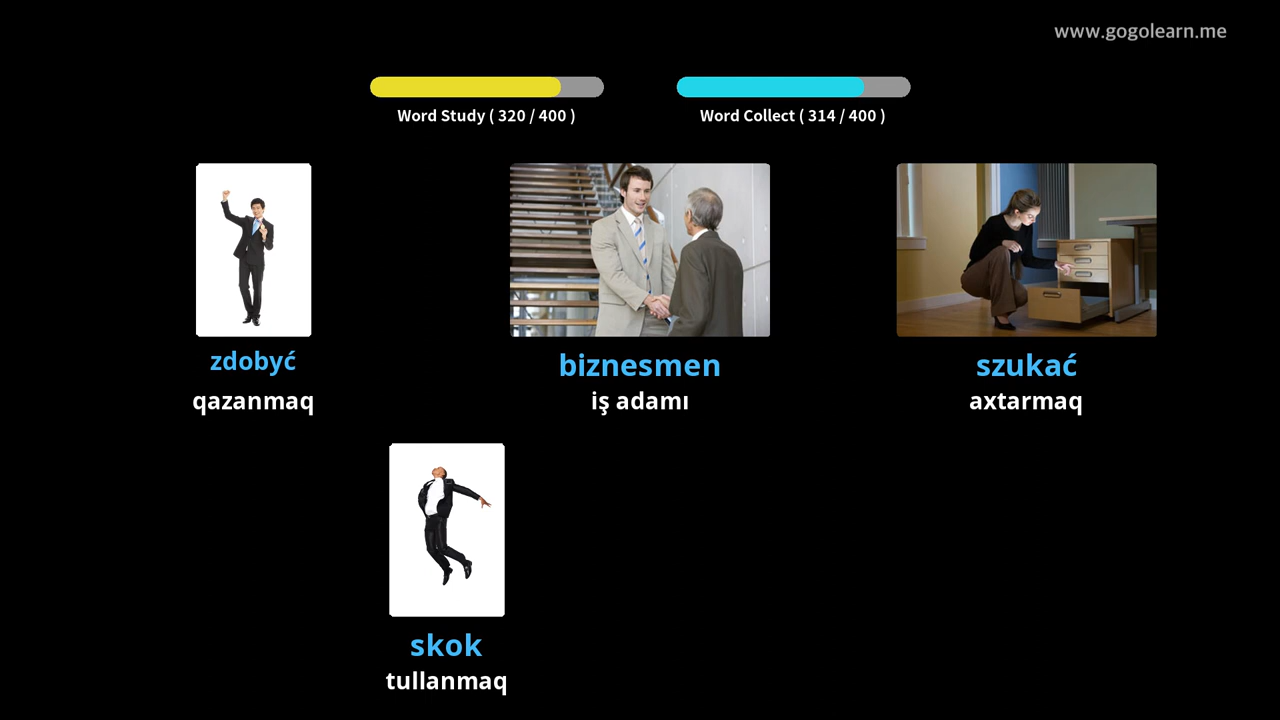 www.gogolearn.me
Word Study ( 320 / 400 )
Word Collect ( 314 / 400 )
zdobyć
qazanmaq
biznesmen
iş adamı
szukać
axtarmaq
skok
tullanmaq